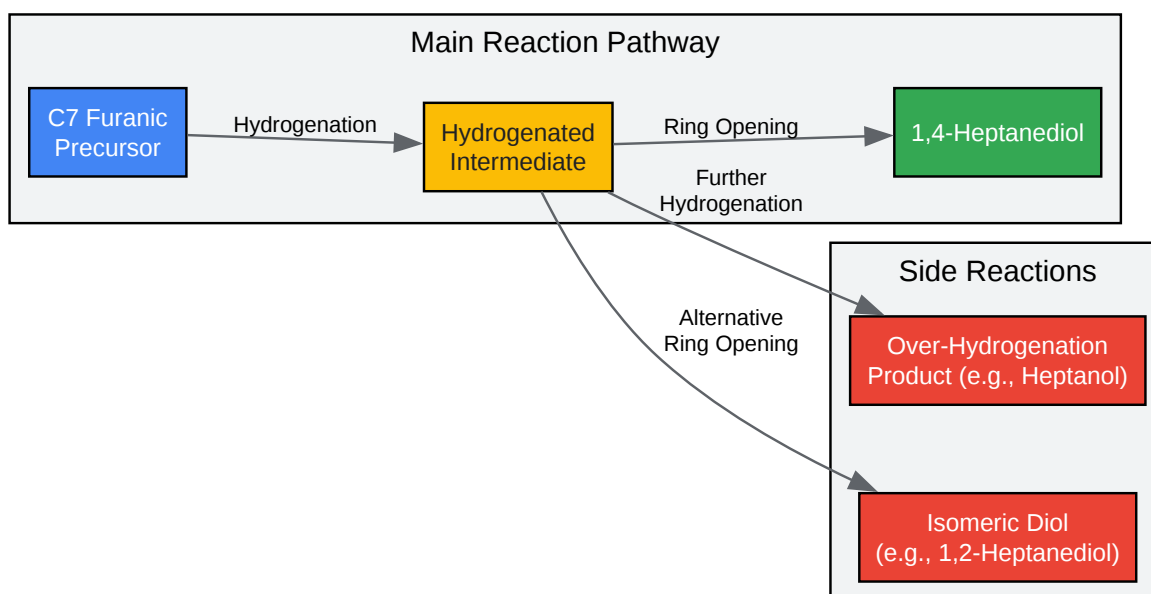 Main Reaction Pathway
C7 Furanic
Precursor
Hydrogenation
Hydrogenated
Intermediate
Ring Opening
1,4-Heptanediol
Further
Hydrogenation
Alternative
Ring Opening
Side Reactions
Over-Hydrogenation
Product (e.g., Heptanol)
Isomeric Diol
(e.g., 1,2-Heptanediol)